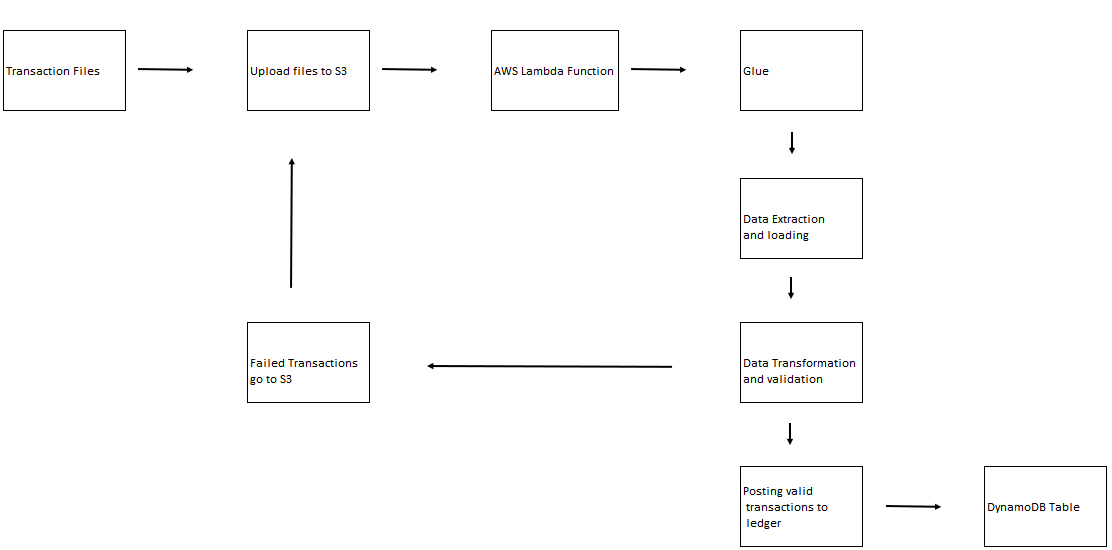 Transaction Files
Upload files to S3
AWS Lambda Function
Glue
Data Extraction
and loading
Failed Transactions
go to S3
Data Transformation
and validation
Posting valid
transactions to
ledger
DynamoDB Table